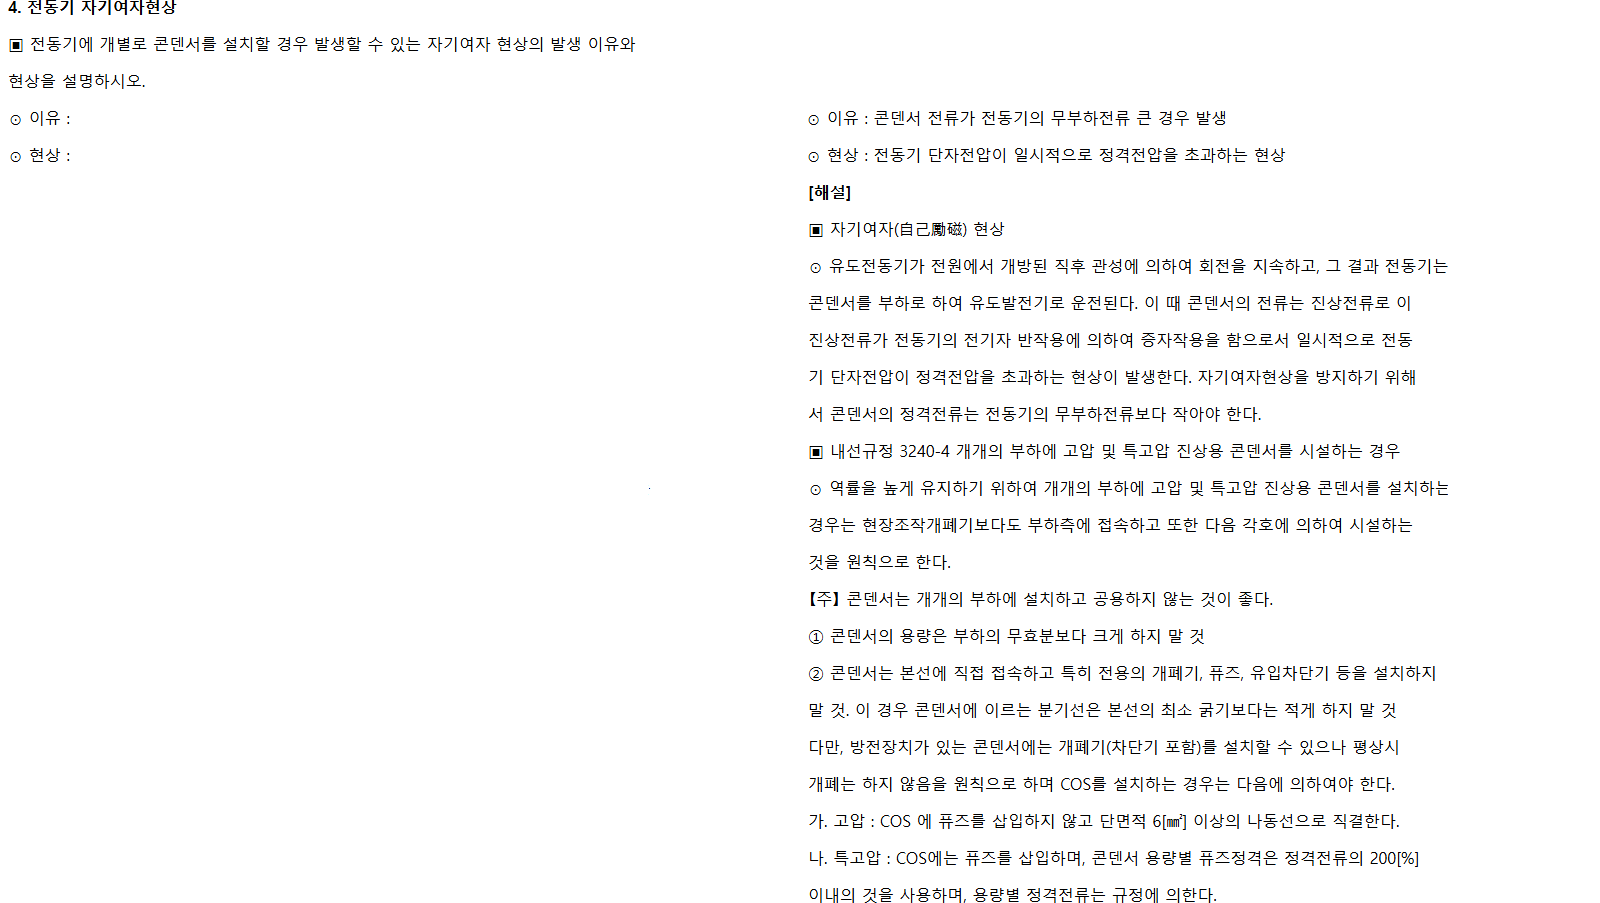 4. 전동기 자기여자현상
▣ 전동기에 개별로 콘덴서를 설치할 경우 발생할 수 있는 자기여자 현상의 발생 이유와
현상을 설명하시오.
⊙ 이유 :
⊙ 현상 :
⊙ 이유 : 콘덴서 전류가 전동기의 무부하전류 큰 경우 발생
⊙ 현상 : 전동기 단자전압이 일시적으로 정격전압을 초과하는 현상
[해설]
▣ 자기여자(自己勵磁) 현상
⊙ 유도전동기가 전원에서 개방된 직후 관성에 의하여 회전을 지속하고, 그 결과 전동기는
콘덴서를 부하로 하여 유도발전기로 운전된다. 이 때 콘덴서의 전류는 진상전류로 이
진상전류가 전동기의 전기자 반작용에 의하여 증자작용을 함으로서 일시적으로 전동
기 단자전압이 정격전압을 초과하는 현상이 발생한다. 자기여자현상을 방지하기 위해
서 콘덴서의 정격전류는 전동기의 무부하전류보다 작아야 한다.
▣ 내선규정 3240-4 개개의 부하에 고압 및 특고압 진상용 콘덴서를 시설하는 경우
⊙ 역률을 높게 유지하기 위하여 개개의 부하에 고압 및 특고압 진상용 콘덴서를 설치하는
경우는 현장조작개폐기보다도 부하측에 접속하고 또한 다음 각호에 의하여 시설하는
것을 원칙으로 한다.
【주】 콘덴서는 개개의 부하에 설치하고 공용하지 않는 것이 좋다.
① 콘덴서의 용량은 부하의 무효분보다 크게 하지 말 것
② 콘덴서는 본선에 직접 접속하고 특히 전용의 개폐기, 퓨즈, 유입차단기 등을 설치하지
말 것. 이 경우 콘덴서에 이르는 분기선은 본선의 최소 굵기보다는 적게 하지 말 것
다만, 방전장치가 있는 콘덴서에는 개폐기(차단기 포함)를 설치할 수 있으나 평상시
개폐는 하지 않음을 원칙으로 하며 COS를 설치하는 경우는 다음에 의하여야 한다.
가. 고압 : COS 에 퓨즈를 삽입하지 않고 단면적 6[㎟] 이상의 나동선으로 직결한다.
나. 특고압 : COS에는 퓨즈를 삽입하며, 콘덴서 용량별 퓨즈정격은 정격전류의 200[%]
이내의 것을 사용하며, 용량별 정격전류는 규정에 의한다.